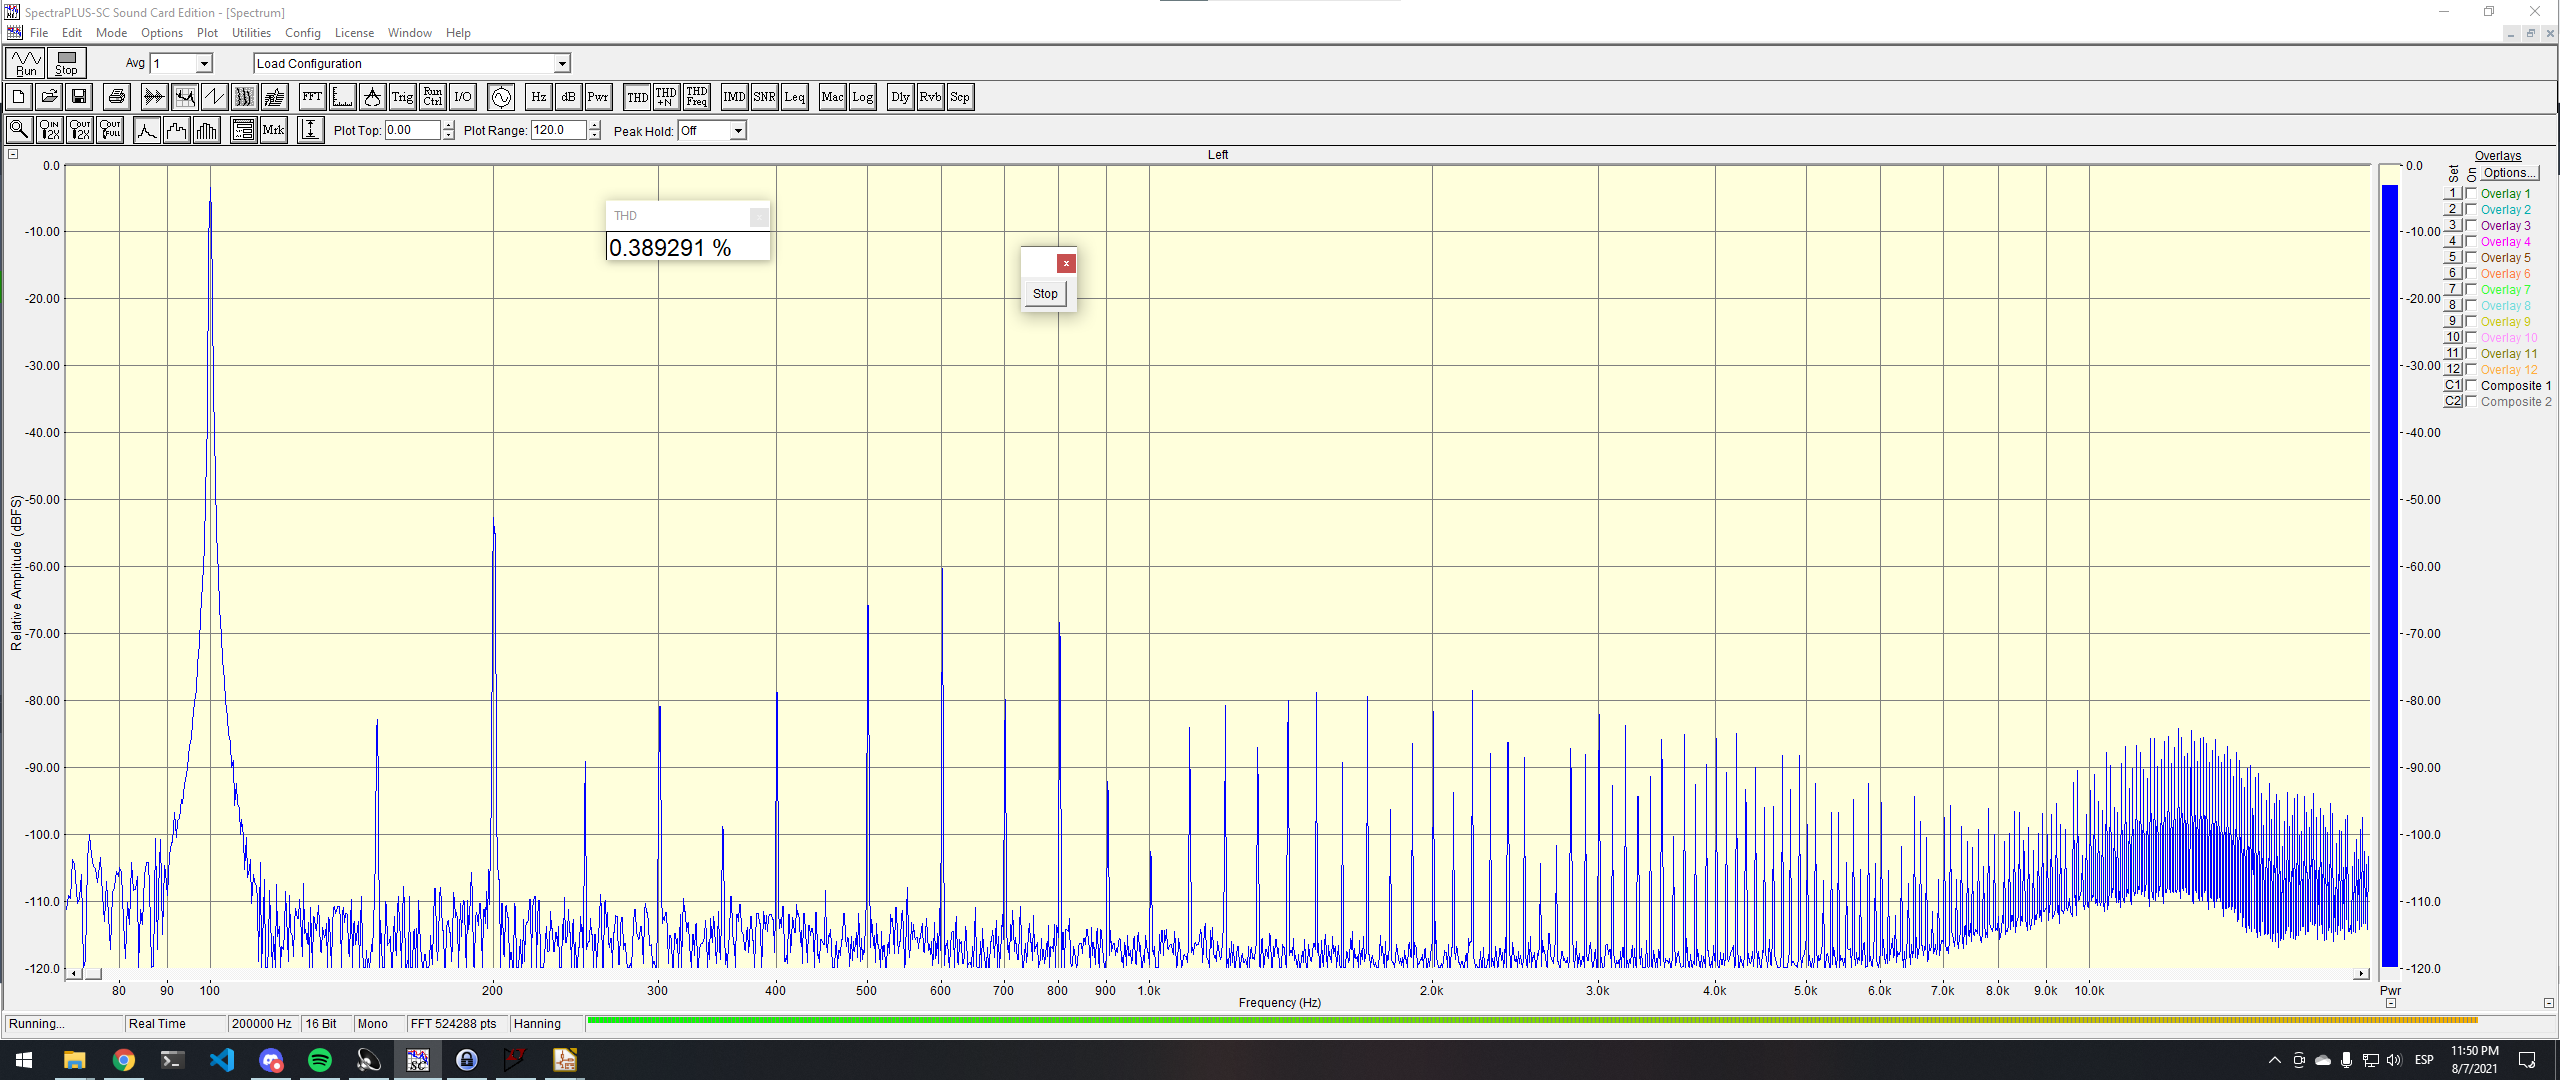 SpectraPLUS-SC Sound Card Edition - [Spectrum]
File Edit Mode Options Plot Utilities Config License Window Help
Run Stop Avg 1 Load Configuration
FFT Trig Run Ctrl I/O Hz dB Pwr THD THD +N THD Freq IMD SNR Leq Mac Log Dly Rvb Scp
IN 2X OUT 2X OUT FULL Mrk Plot Top: 0.00 Plot Range: 120.0 Peak Hold: Off
Left
Relative Amplitude (dBFS)
0.0
-10.00
-20.00
-30.00
-40.00
-50.00
-60.00
-70.00
-80.00
-90.00
-100.0
-110.0
-120.0
THD
0.389291 %
x
Stop
80 90 100 200 300 400 500 600 700 800 900 1.0k 2.0k 3.0k 4.0k 5.0k 6.0k 7.0k 8.0k 9.0k 10.0k
Frequency (Hz)
0.0
-10.00
-20.00
-30.00
-40.00
-50.00
-60.00
-70.00
-80.00
-90.00
-100.0
-110.0
-120.0
Pwr
Overlays
Set On Options...
1 Overlay 1
2 Overlay 2
3 Overlay 3
4 Overlay 4
5 Overlay 5
6 Overlay 6
7 Overlay 7
8 Overlay 8
9 Overlay 9
10 Overlay 10
11 Overlay 11
12 Overlay 12
C1 Composite 1
C2 Composite 2
Running... Real Time 200000 Hz 16 Bit Mono FFT 524288 pts Hanning
ESP
11:50 PM
8/7/2021